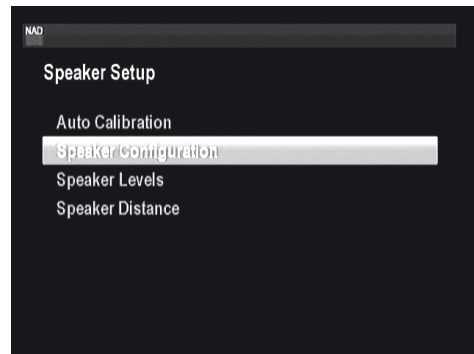 NAD
Speaker Setup
Auto Calibration
Speaker Configuration
Speaker Levels
Speaker Distance